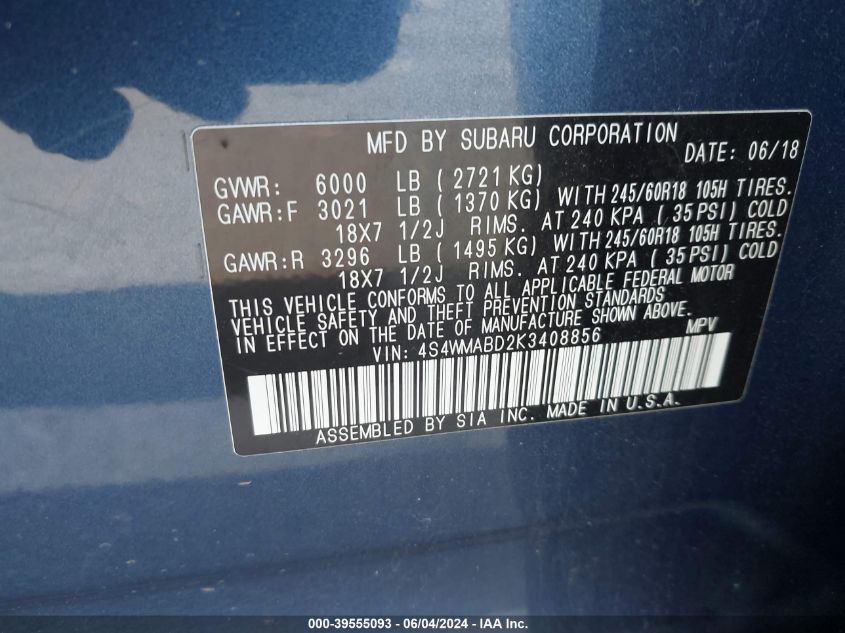 MFD BY SUBARU CORPORATION DATE: 06/18
GVWR: 6000 LB ( 2721 KG)
GAWR:F 3021 LB ( 1370 KG) WITH 245/60R18 105H TIRES.
18X7 1/2J RIMS. AT 240 KPA ( 35 PSI) COLD
GAWR:R 3296 LB ( 1495 KG) WITH 245/60R18 105H TIRES.
18X7 1/2J RIMS. AT 240 KPA ( 35 PSI) COLD
THIS VEHICLE CONFORMS TO ALL APPLICABLE FEDERAL MOTOR
VEHICLE SAFETY AND THEFT PREVENTION STANDARDS
IN EFFECT ON THE DATE OF MANUFACTURE SHOWN ABOVE.
VIN: 4S4WMABD2K3408856 MPV
ASSEMBLED BY SIA INC. MADE IN U.S.A.
000-39555093 - 06/04/2024 - IAA Inc.